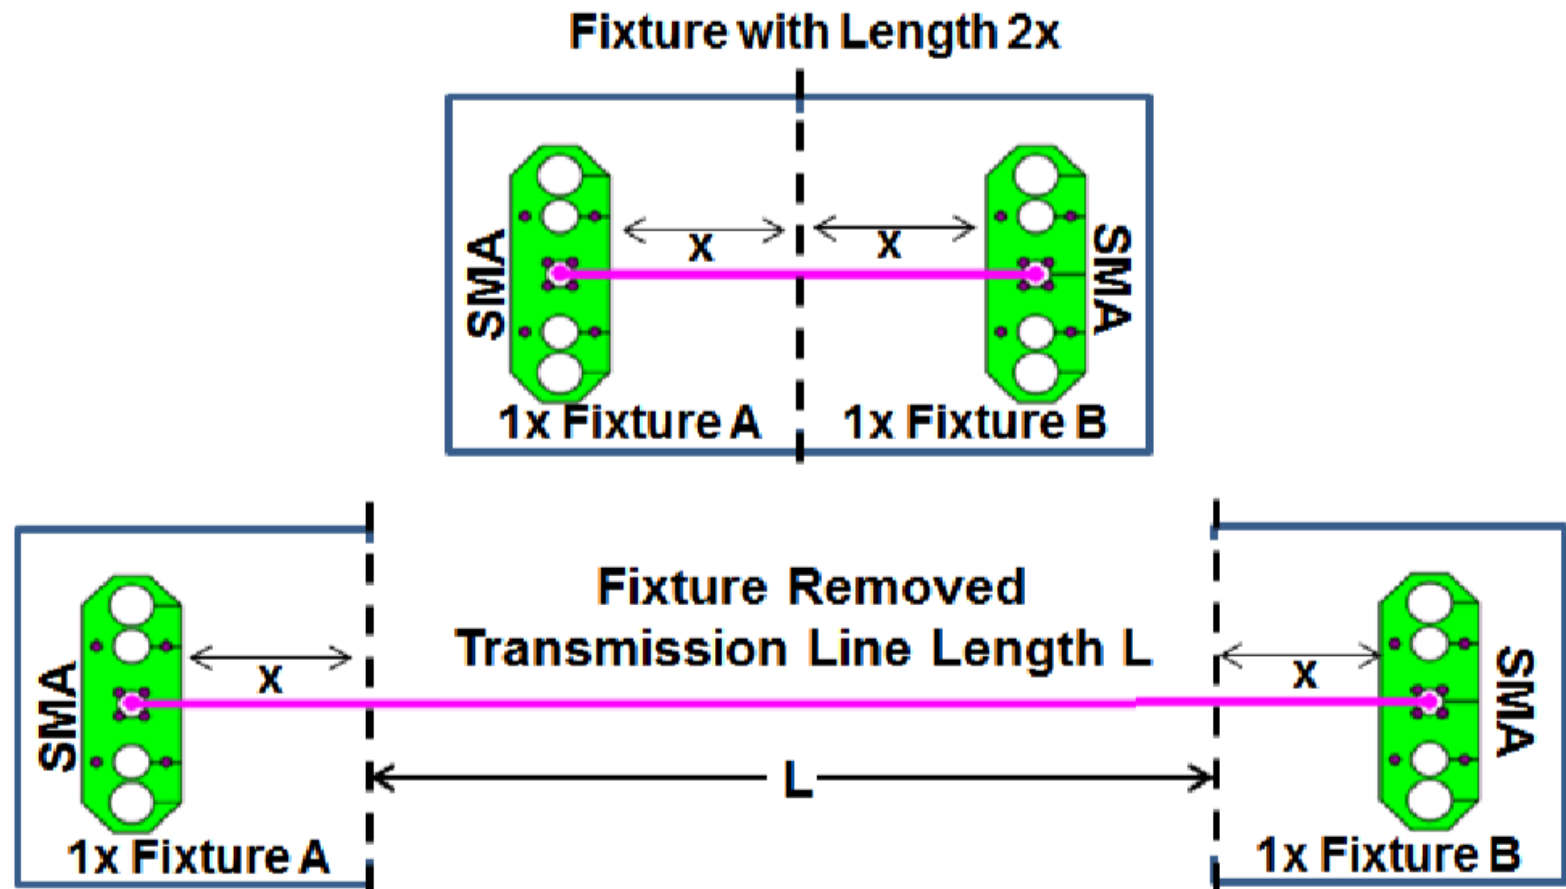 Fixture with Length 2x
SMA
x
x
SMA
1x Fixture A
1x Fixture B
Fixture Removed
Transmission Line Length L
SMA
x
x
SMA
L
1x Fixture A
1x Fixture B